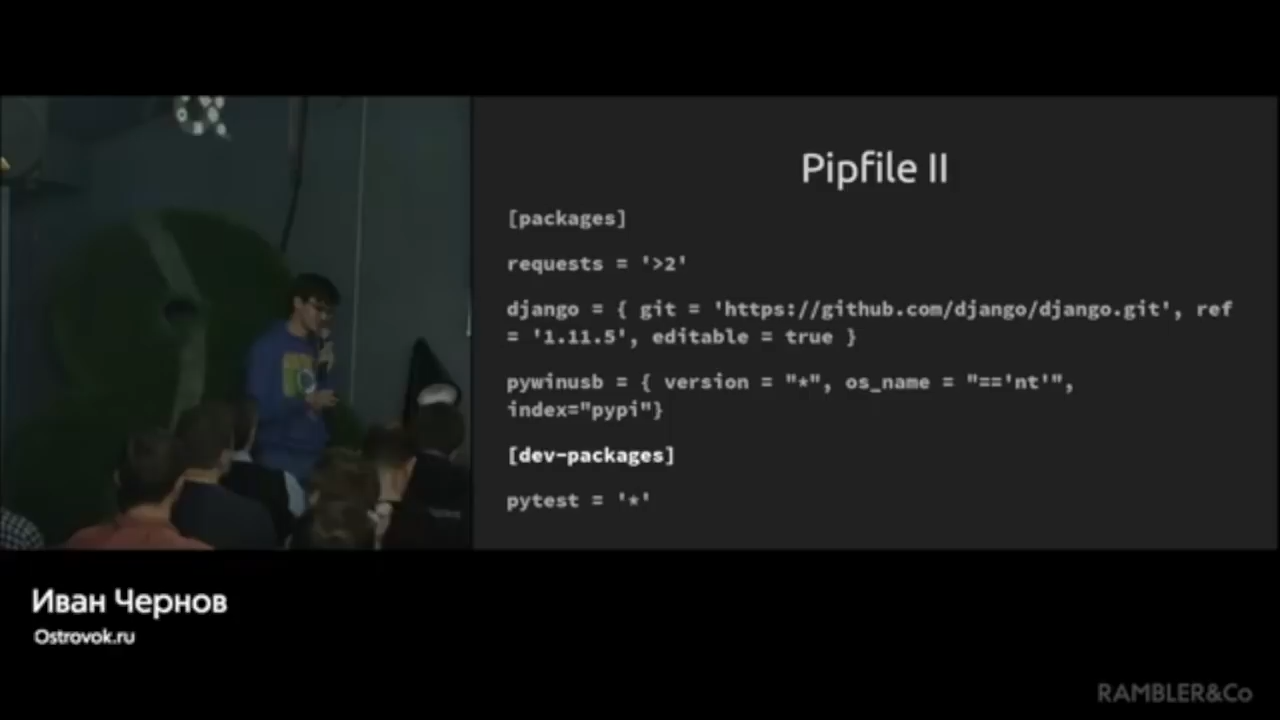 Pipfile II
[packages]
requests = '>2'
django = { git = 'https://github.com/django/django.git', ref
= '1.11.5', editable = true }
pywinusb = { version = "*", os_name = "=='nt'",
index="pypi"}
[dev-packages]
pytest = '*'
Иван Чернов
Ostrovok.ru
RAMBLER&Co